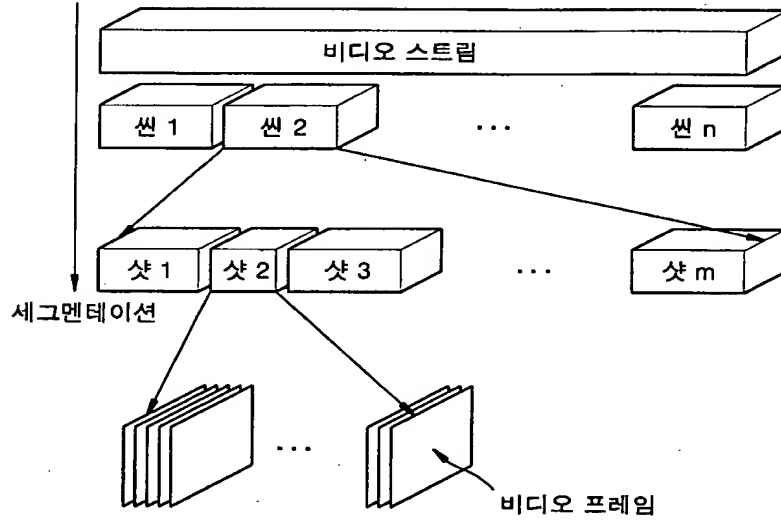 비디오 스트림
씬 1 씬 2 ... 씬 n
샷 1 샷 2 샷 3 ... 샷 m
세그멘테이션
...
비디오 프레임